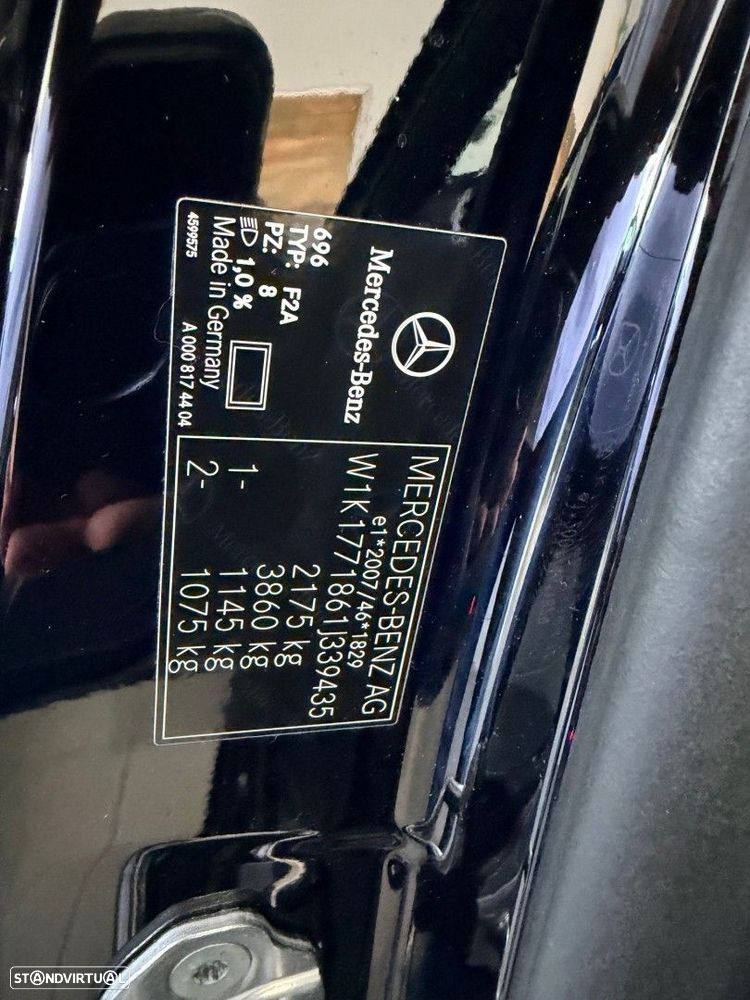 Mercedes-Benz
696
TYP: F2A
PZ: 8
1,0 %
Made in Germany
4599575
A 000 817 44 04
MERCEDES-BENZ AG
e1*2007/46*1829
W1K1771861J339435
2175 kg
3860 kg
1- 1145 kg
2- 1075 kg
STANDVIRTUAL